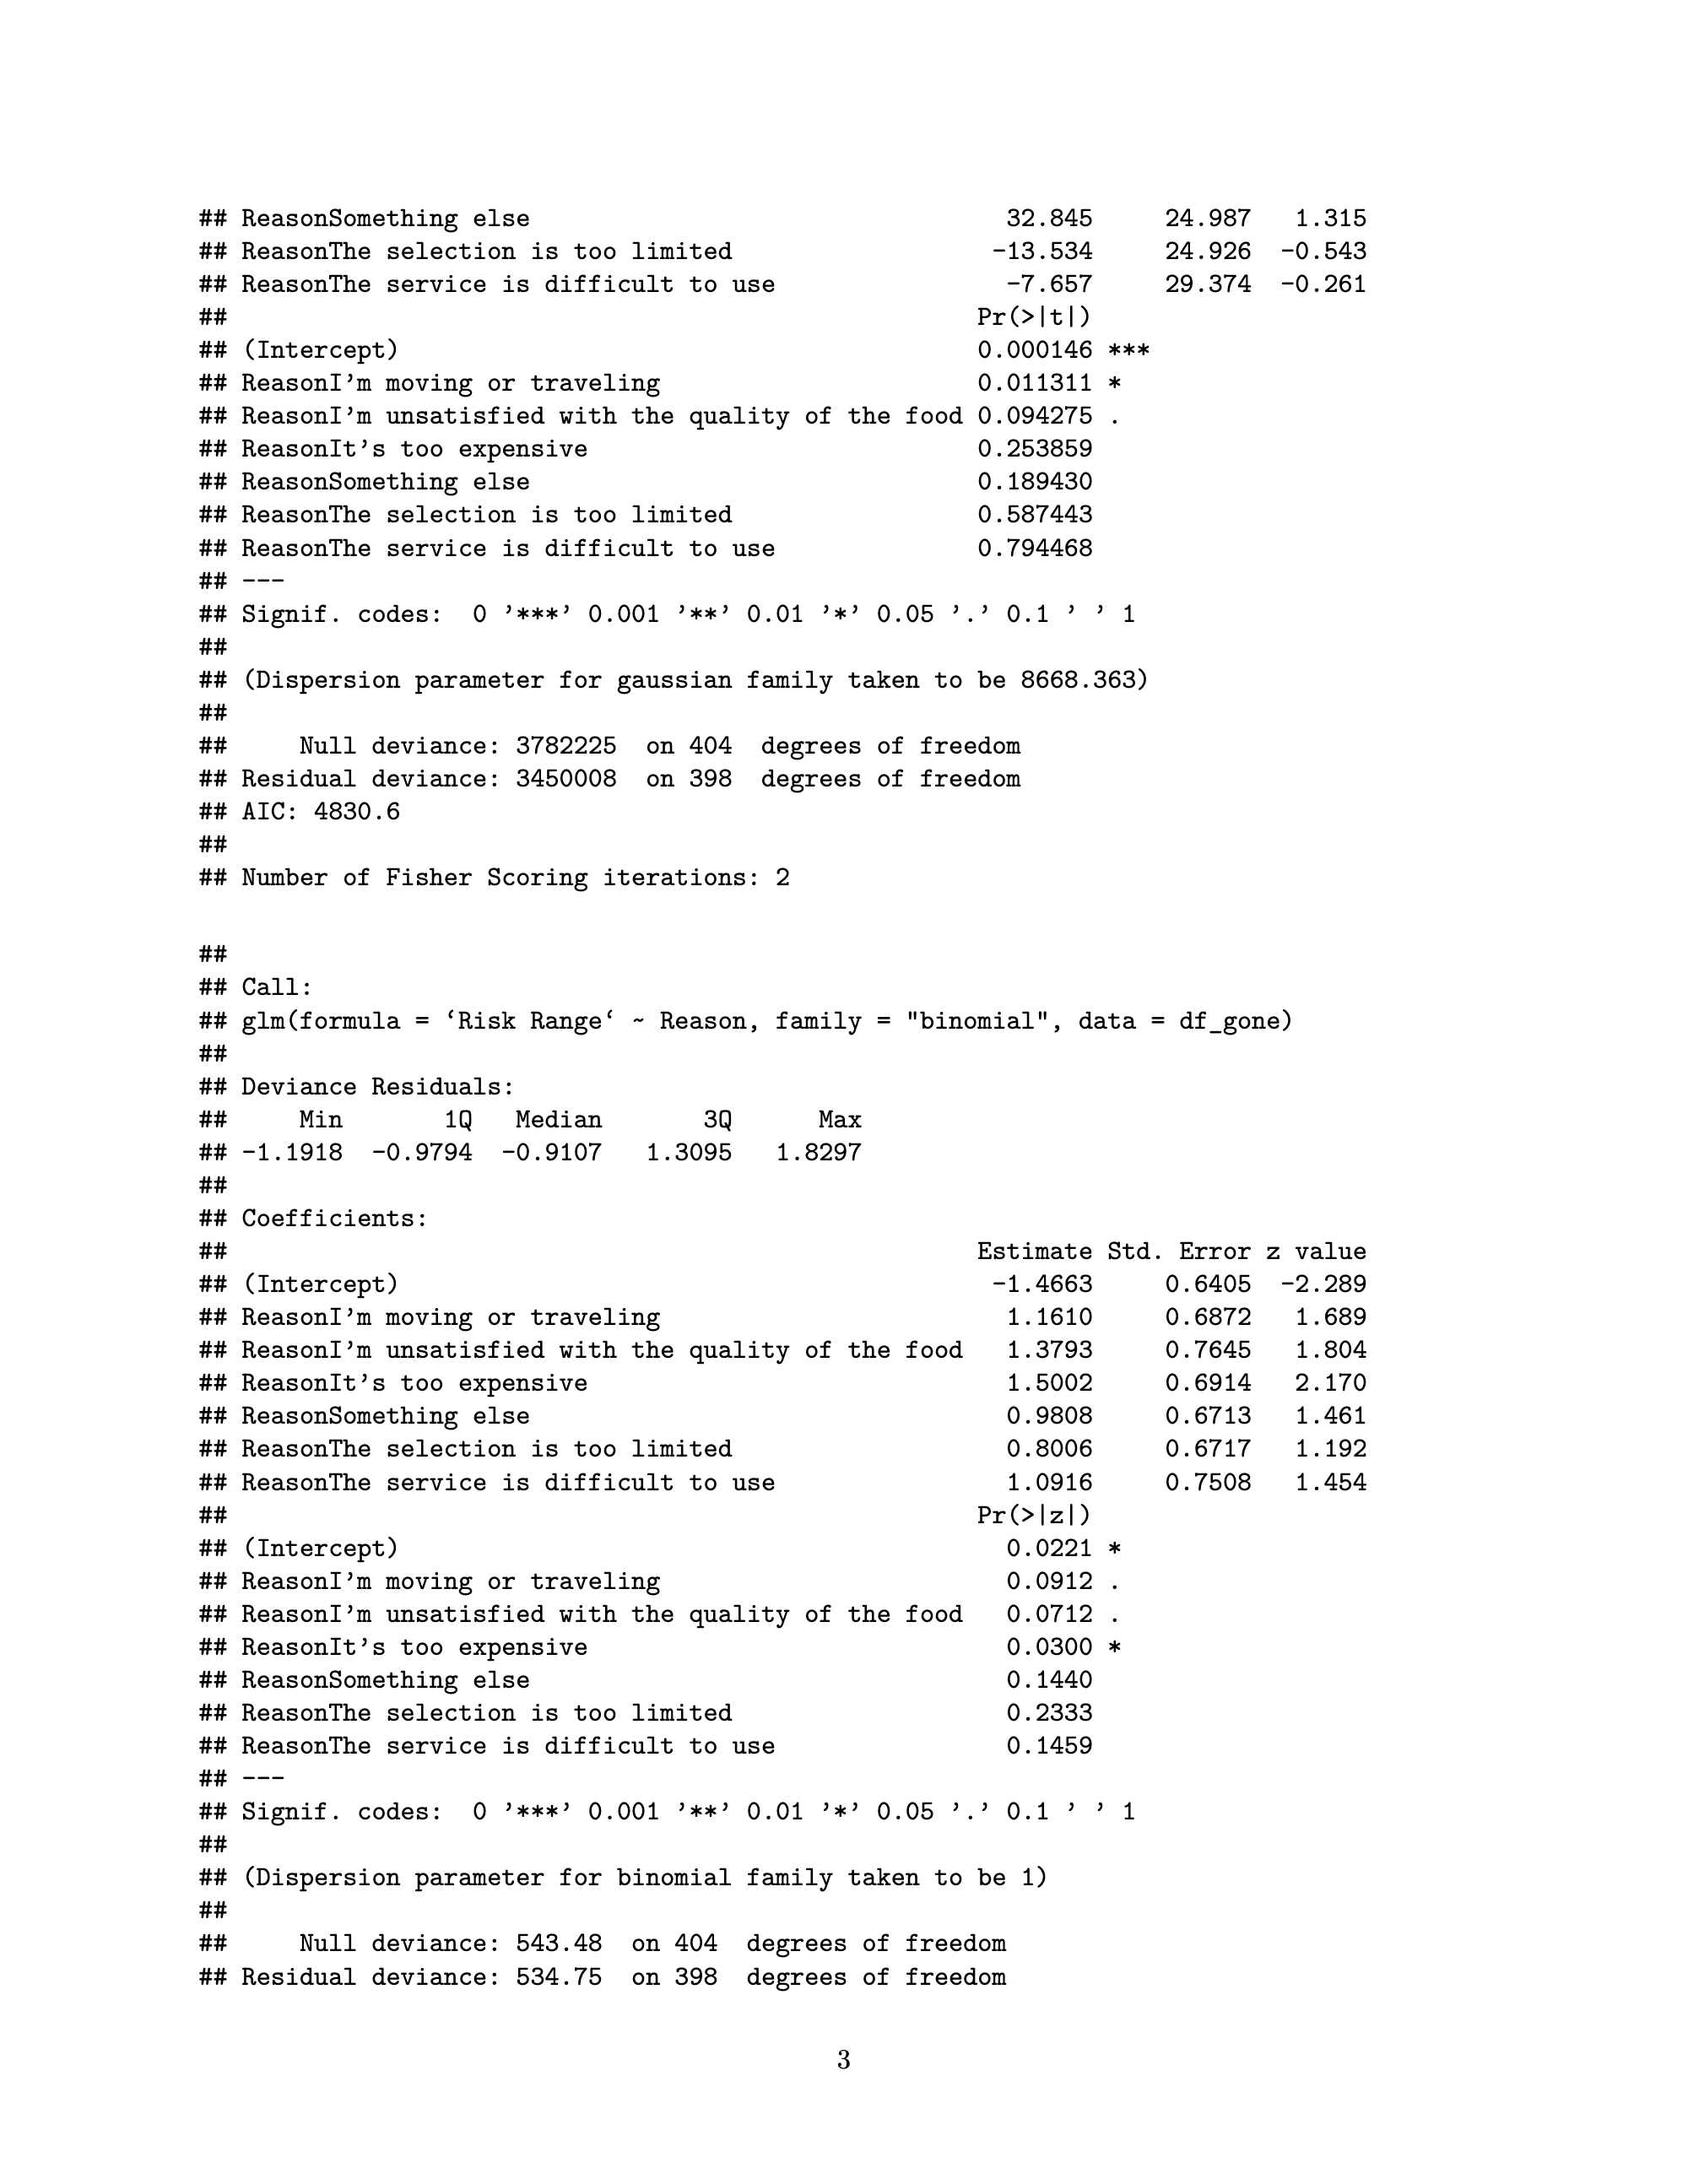 ## ReasonSomething else                                 32.845     24.987   1.315
## ReasonThe selection is too limited                  -13.534     24.926  -0.543
## ReasonThe service is difficult to use                -7.657     29.374  -0.261
##                                                    Pr(>|t|)
## (Intercept)                                        0.000146 ***
## ReasonI’m moving or traveling                      0.011311 *
## ReasonI’m unsatisfied with the quality of the food 0.094275 .
## ReasonIt’s too expensive                           0.253859
## ReasonSomething else                               0.189430
## ReasonThe selection is too limited                 0.587443
## ReasonThe service is difficult to use              0.794468
## ---
## Signif. codes:  0 ’***’ 0.001 ’**’ 0.01 ’*’ 0.05 ’.’ 0.1 ’ ’ 1
##
## (Dispersion parameter for gaussian family taken to be 8668.363)
##
##     Null deviance: 3782225  on 404  degrees of freedom
## Residual deviance: 3450008  on 398  degrees of freedom
## AIC: 4830.6
##
## Number of Fisher Scoring iterations: 2
##
## Call:
## glm(formula = ‘Risk Range‘ ~ Reason, family = "binomial", data = df_gone)
##
## Deviance Residuals:
##     Min       1Q   Median       3Q      Max
## -1.1918  -0.9794  -0.9107   1.3095   1.8297
##
## Coefficients:
##                                                    Estimate Std. Error z value
## (Intercept)                                         -1.4663     0.6405  -2.289
## ReasonI’m moving or traveling                        1.1610     0.6872   1.689
## ReasonI’m unsatisfied with the quality of the food   1.3793     0.7645   1.804
## ReasonIt’s too expensive                             1.5002     0.6914   2.170
## ReasonSomething else                                 0.9808     0.6713   1.461
## ReasonThe selection is too limited                   0.8006     0.6717   1.192
## ReasonThe service is difficult to use                1.0916     0.7508   1.454
##                                                    Pr(>|z|)
## (Intercept)                                          0.0221 *
## ReasonI’m moving or traveling                        0.0912 .
## ReasonI’m unsatisfied with the quality of the food   0.0712 .
## ReasonIt’s too expensive                             0.0300 *
## ReasonSomething else                                 0.1440
## ReasonThe selection is too limited                   0.2333
## ReasonThe service is difficult to use                0.1459
## ---
## Signif. codes:  0 ’***’ 0.001 ’**’ 0.01 ’*’ 0.05 ’.’ 0.1 ’ ’ 1
##
## (Dispersion parameter for binomial family taken to be 1)
##
##     Null deviance: 543.48  on 404  degrees of freedom
## Residual deviance: 534.75  on 398  degrees of freedom
3